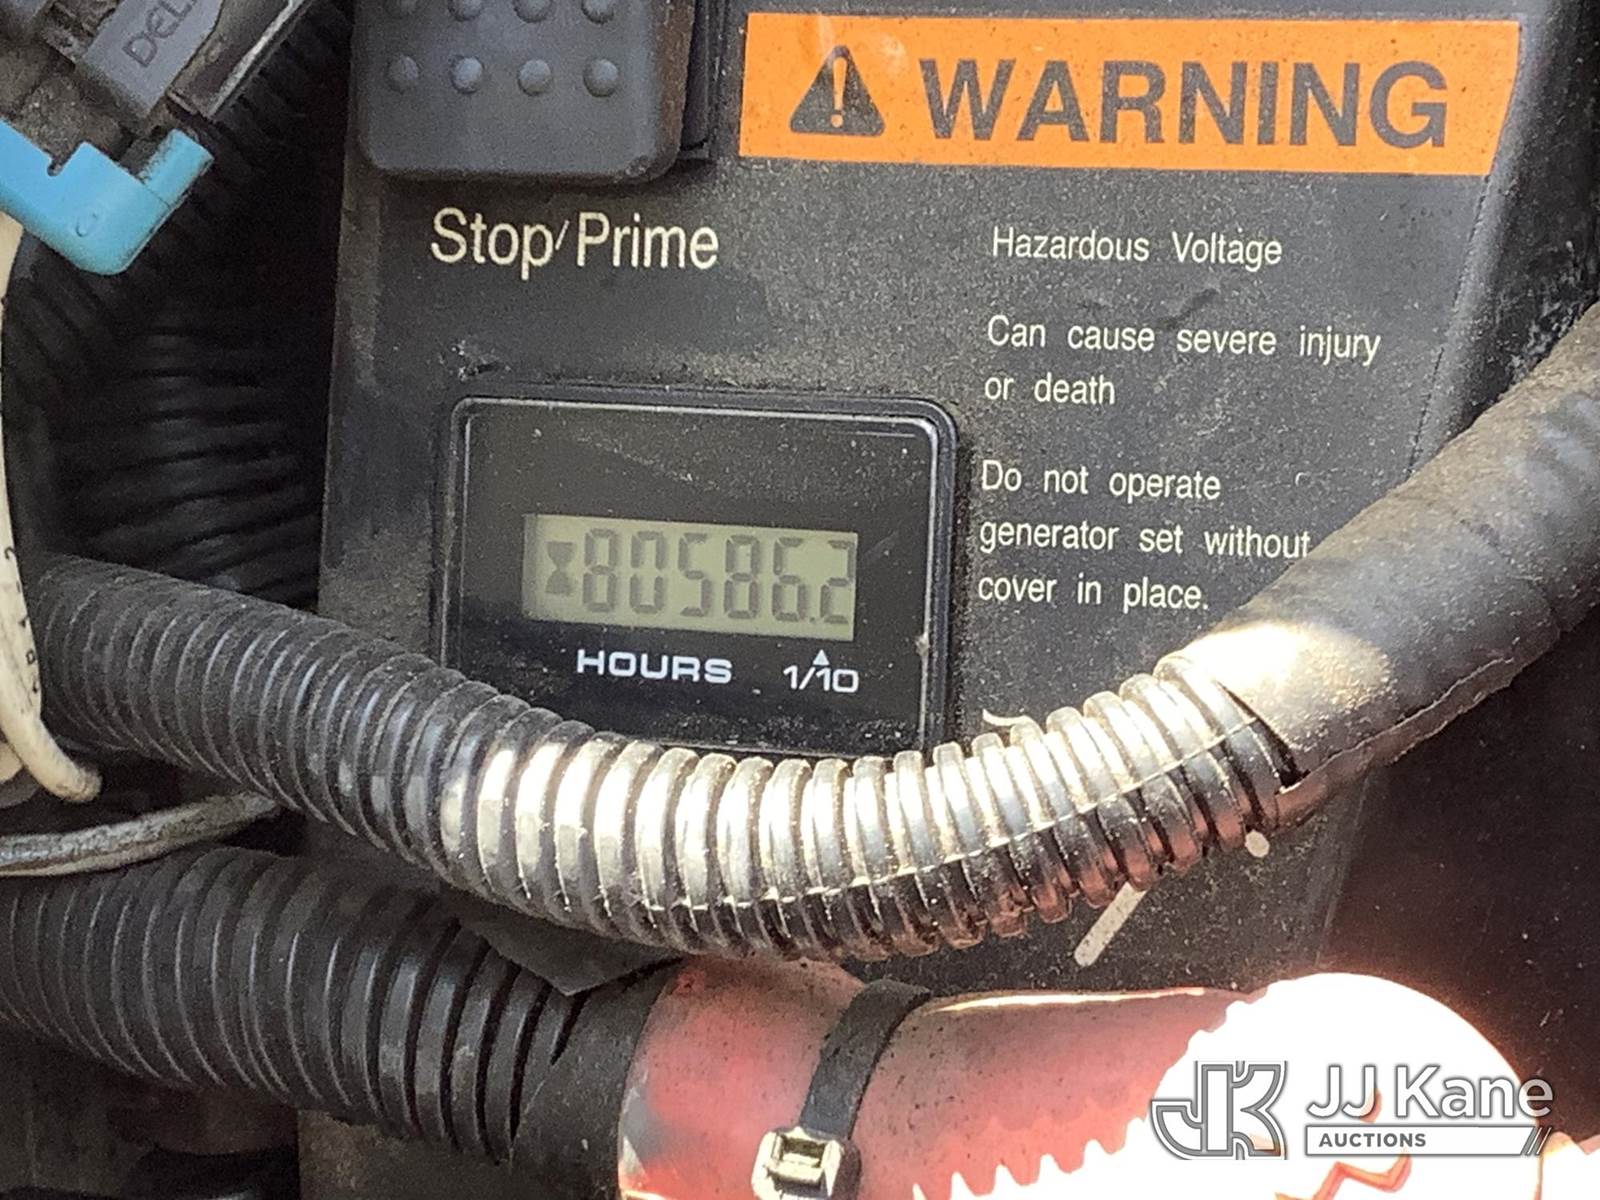 WARNING
Stop/Prime
Hazardous Voltage
Can cause severe injury
or death
Do not operate
generator set without
cover in place.
80586.2
HOURS 1/10
JJ Kane
AUCTIONS